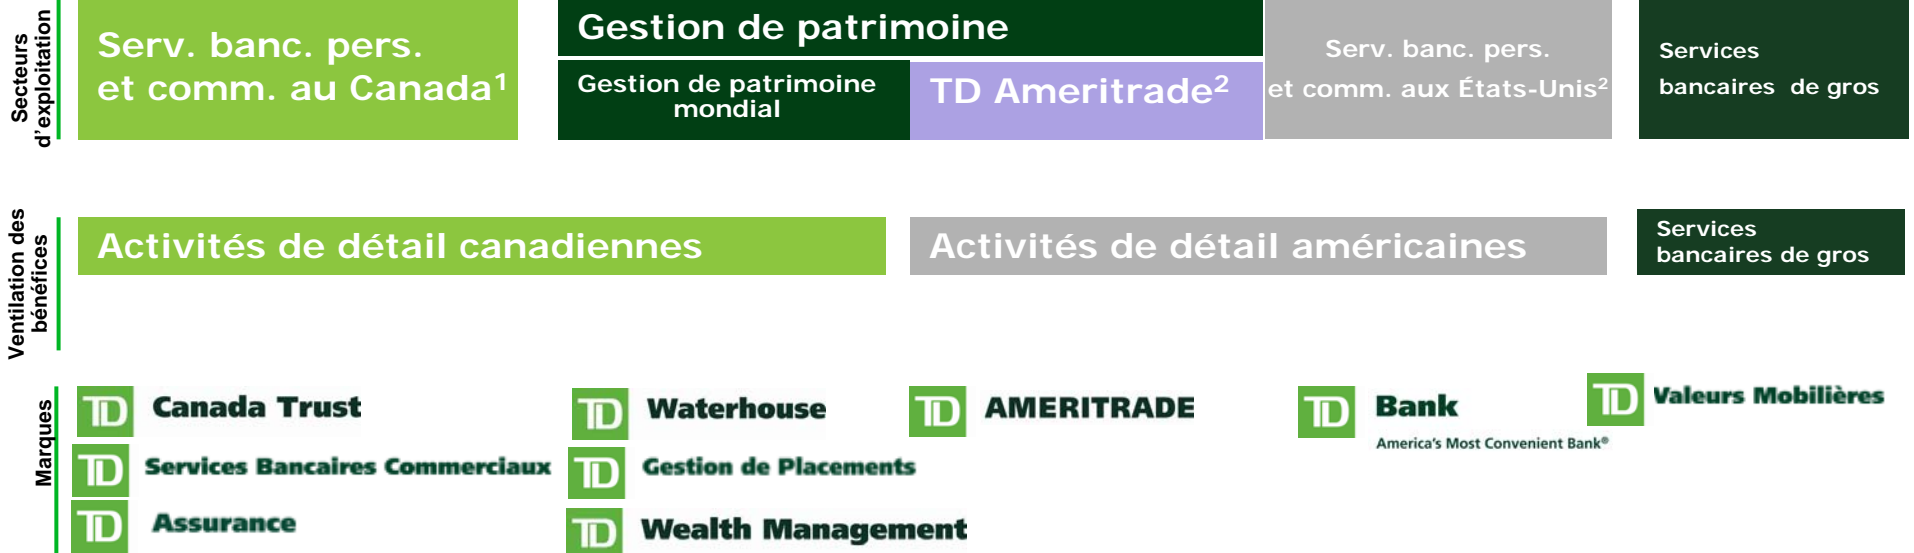 Secteurs
d'exploitation
Serv. banc. pers.
et comm. au Canada¹
Gestion de patrimoine
Gestion de patrimoine
mondial
TD Ameritrade²
Serv. banc. pers.
et comm. aux États-Unis²
Services
bancaires de gros
Ventilation des
bénéfices
Activités de détail canadiennes
Activités de détail américaines
Services
bancaires de gros
Marques
TD Canada Trust
TD Services Bancaires Commerciaux
TD Assurance
TD Waterhouse
TD Gestion de Placements
TD Wealth Management
TD AMERITRADE
TD Bank
America's Most Convenient Bank®
TD Valeurs Mobilières